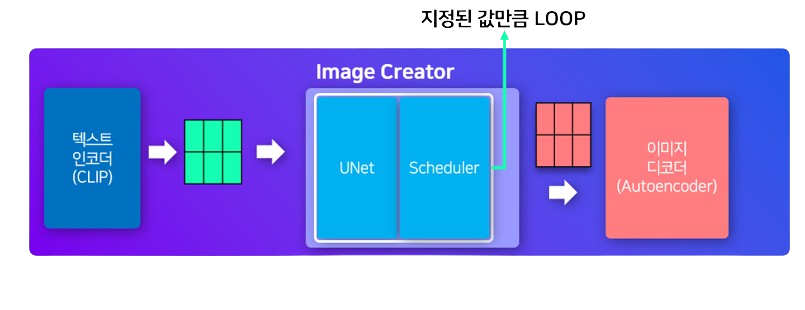 지정된 값만큼 LOOP
Image Creator
텍스트
인코더
(CLIP)
UNet
Scheduler
이미지
디코더
(Autoencoder)